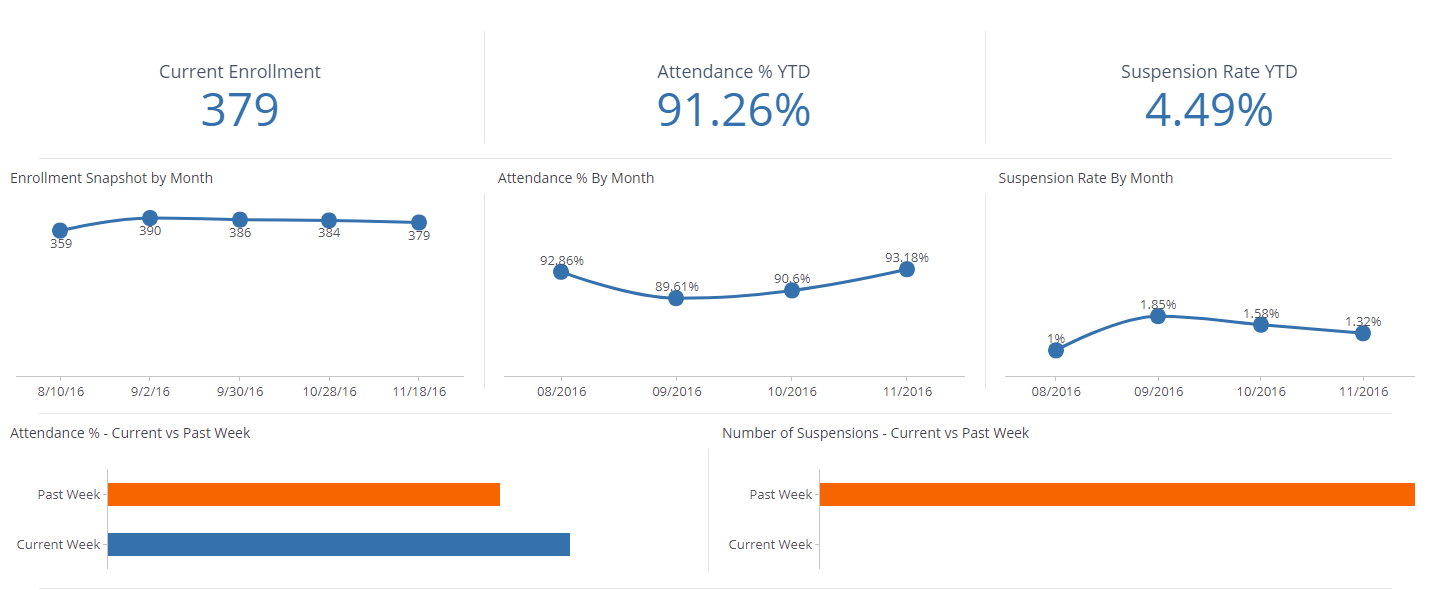 Current Enrollment
379
Attendance % YTD
91.26%
Suspension Rate YTD
4.49%
Enrollment Snapshot by Month
359
390
386
384
379
8/10/16
9/2/16
9/30/16
10/28/16
11/18/16
Attendance % By Month
92.86%
89.61%
90.6%
93.18%
08/2016
09/2016
10/2016
11/2016
Suspension Rate By Month
1%
1.85%
1.58%
1.32%
08/2016
09/2016
10/2016
11/2016
Attendance % - Current vs Past Week
Past Week
Current Week
Number of Suspensions - Current vs Past Week
Past Week
Current Week